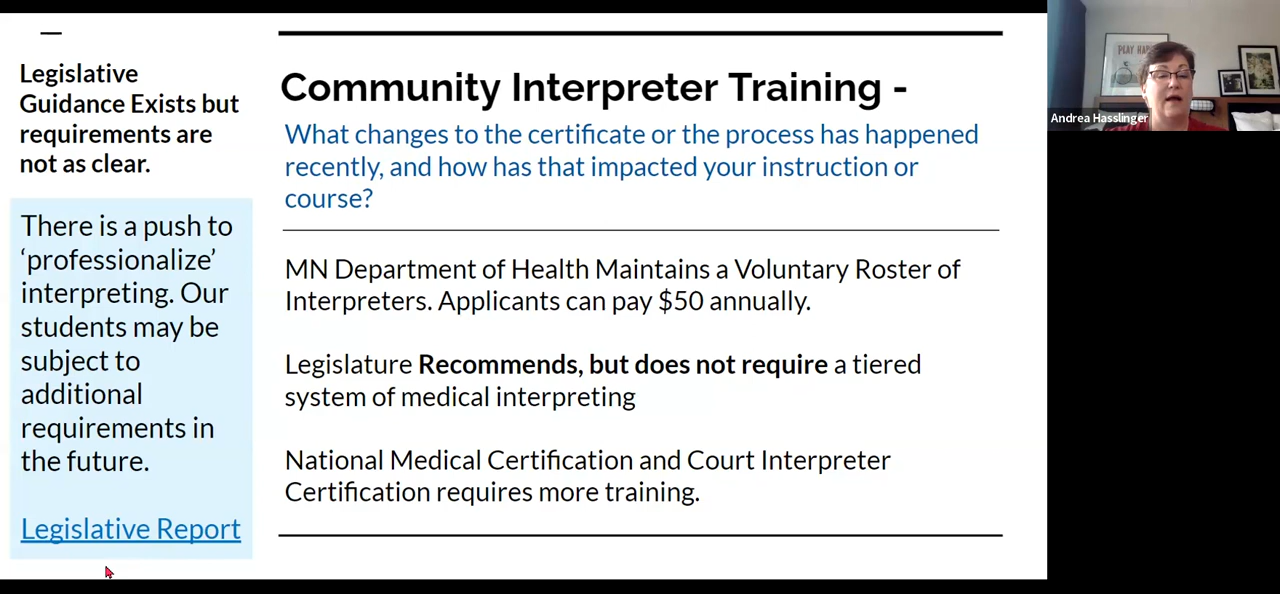 Legislative
Guidance Exists but
requirements are
not as clear.
There is a push to
‘professionalize’
interpreting. Our
students may be
subject to
additional
requirements in
the future.
Legislative Report
Community Interpreter Training -
What changes to the certificate or the process has happened
recently, and how has that impacted your instruction or
course?
MN Department of Health Maintains a Voluntary Roster of
Interpreters. Applicants can pay $50 annually.
Legislature Recommends, but does not require a tiered
system of medical interpreting
National Medical Certification and Court Interpreter
Certification requires more training.
PLAY HA
Andrea Hasslinger